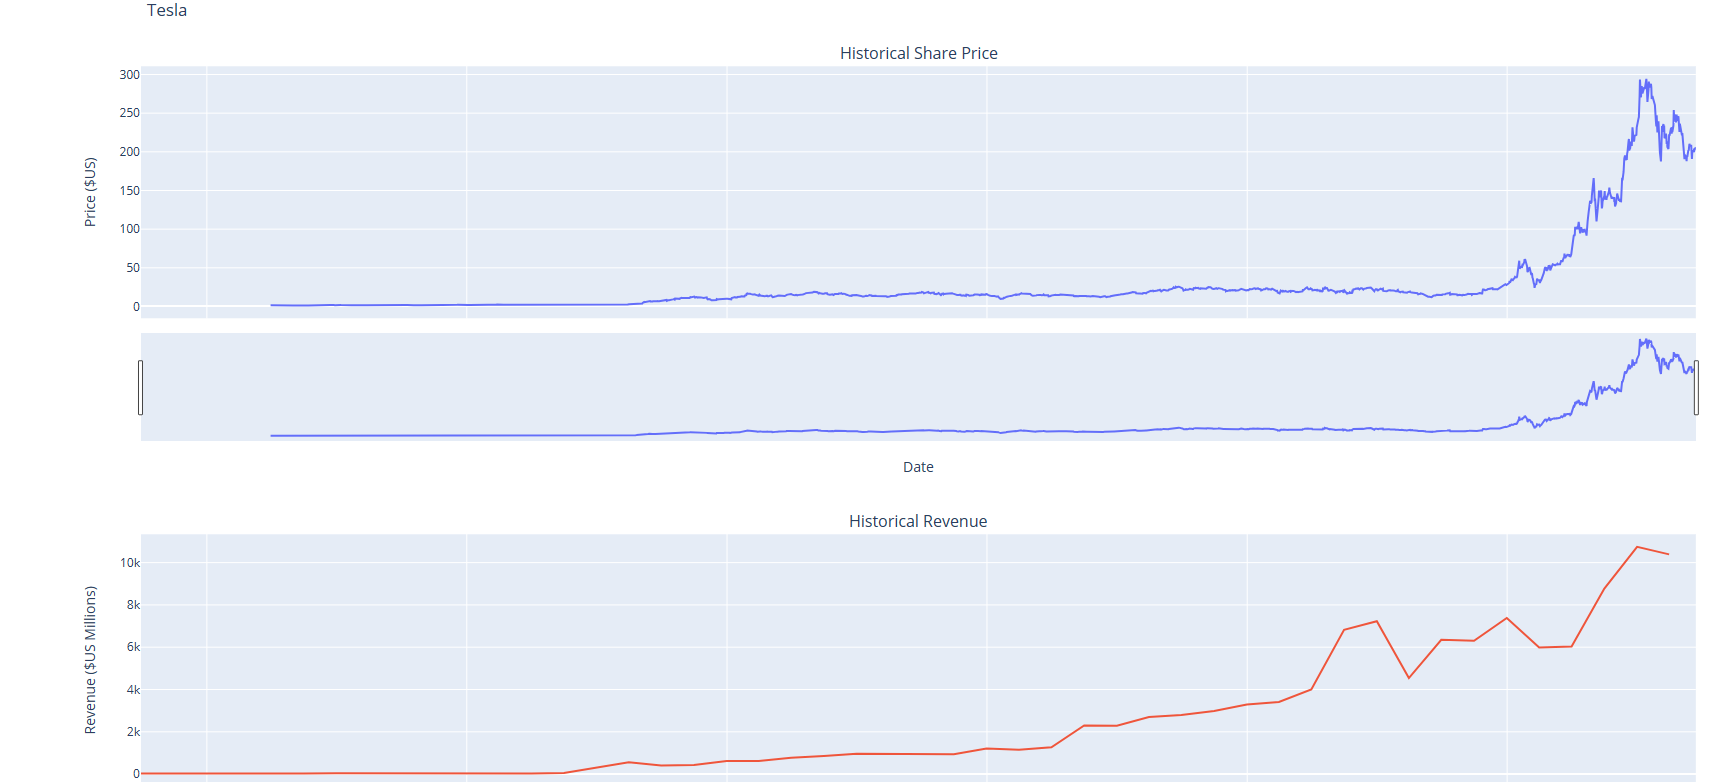 Tesla
Historical Share Price
300
250
200
150
100
50
0
Price ($US)
Date
Historical Revenue
10k
8k
6k
4k
2k
0
Revenue ($US Millions)